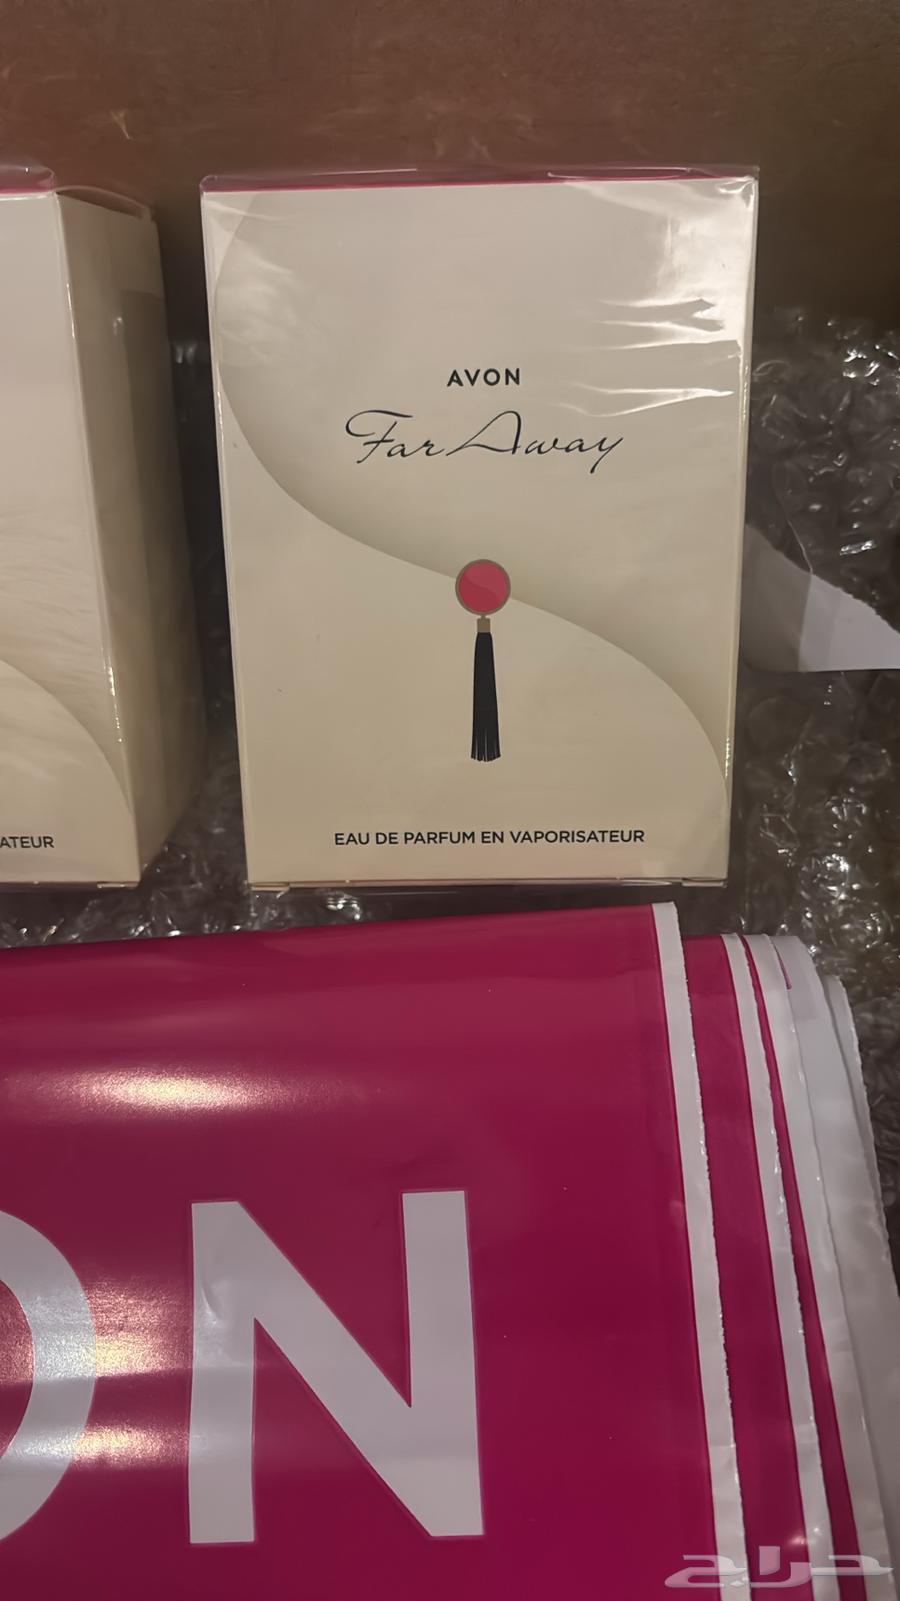 AVON
Far Away
EAU DE PARFUM EN VAPORISATEUR
ATEUR
ON
حراج